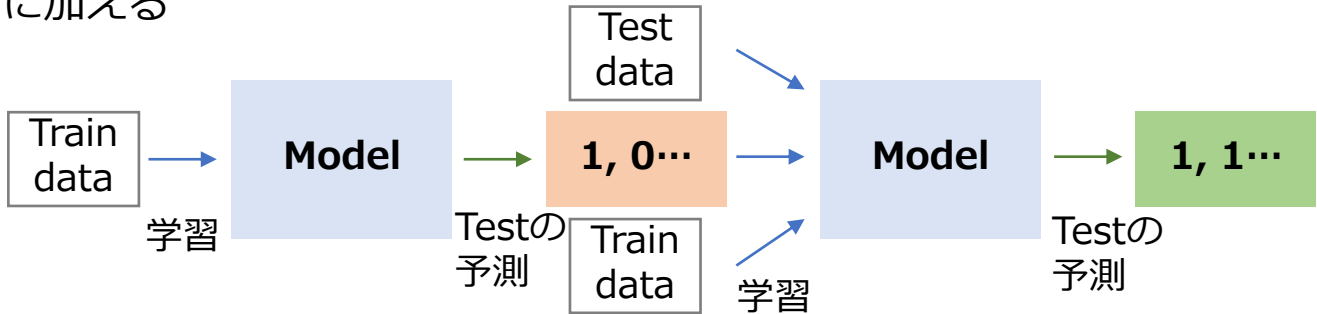 に加える
Train
data
学習
Model
Testの
予測
Test
data
1, 0…
Train
data
学習
Model
Testの
予測
1, 1…